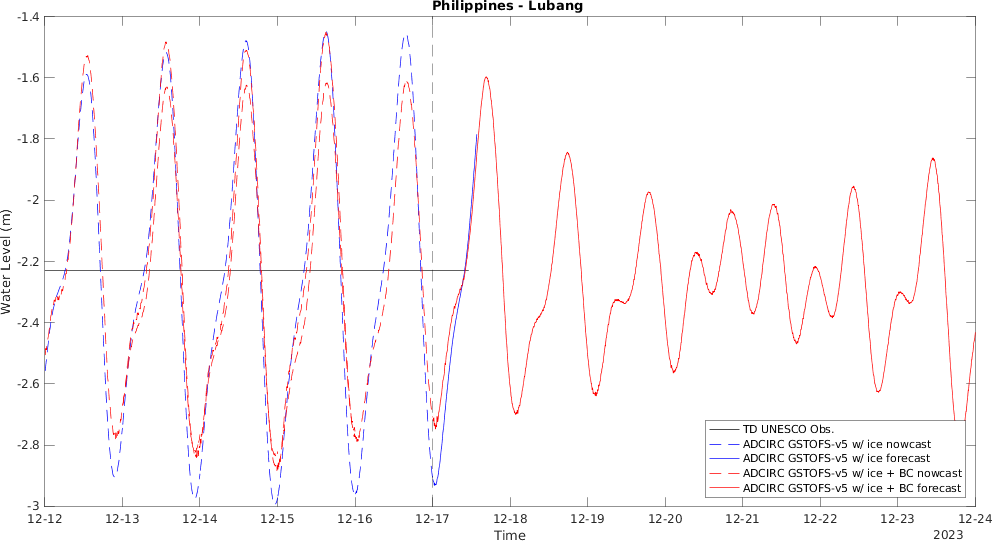 Philippines - Lubang
-1.4
-1.6
-1.8
-2
-2.2
-2.4
-2.6
-2.8
-3
Water Level (m)
TD UNESCO Obs.
ADCIRC GSTOFS-v5 w/ ice nowcast
ADCIRC GSTOFS-v5 w/ ice forecast
ADCIRC GSTOFS-v5 w/ ice + BC nowcast
ADCIRC GSTOFS-v5 w/ ice + BC forecast
12-12 12-13 12-14 12-15 12-16 12-17 12-18 12-19 12-20 12-21 12-22 12-23 12-24
Time
2023